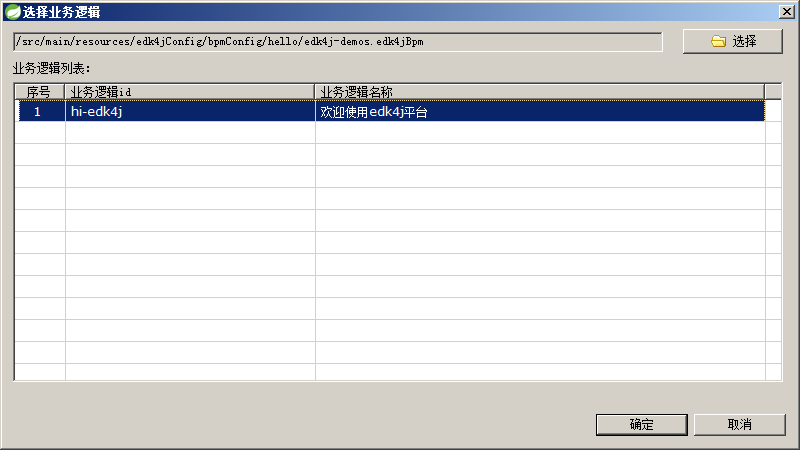 选择业务逻辑
/src/main/resources/edk4jConfig/bpmConfig/hello/edk4j-demos.edk4jBpm 选择
业务逻辑列表:
序号 业务逻辑id 业务逻辑名称
1 hi-edk4j 欢迎使用edk4j平台
确定 取消